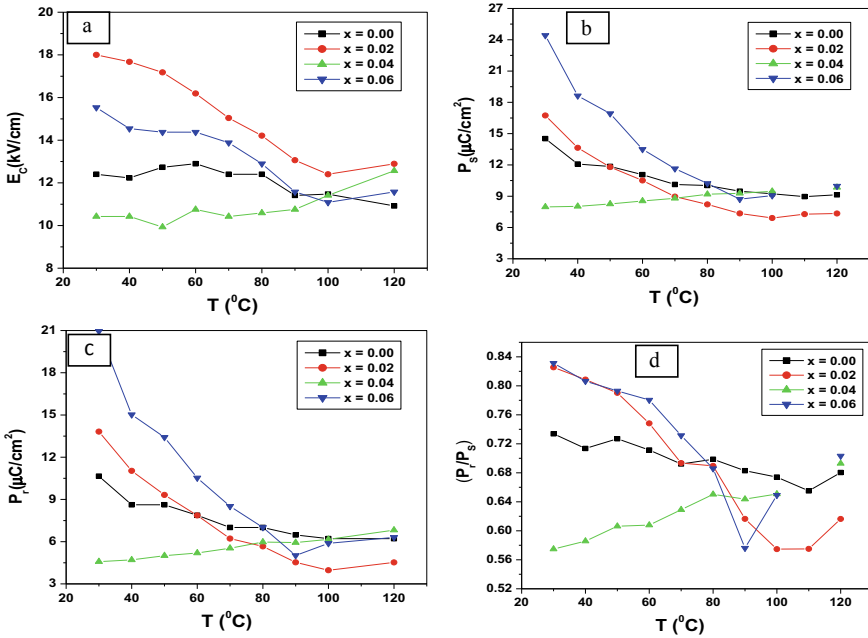 a
x = 0.00
x = 0.02
x = 0.04
x = 0.06
E_C(kV/cm)
20
18
16
14
12
10
8
20
40
60
80
100
120
T (⁰C)
b
x = 0.00
x = 0.02
x = 0.04
x = 0.06
P_S(µC/cm²)
27
24
21
18
15
12
9
6
3
20
40
60
80
100
120
T (⁰C)
c
x = 0.00
x = 0.02
x = 0.04
x = 0.06
P_r(µC/cm²)
21
18
15
12
9
6
3
20
40
60
80
100
120
T (⁰C)
d
x = 0.00
x = 0.02
x = 0.04
x = 0.06
(P_r/P_S)
0.84
0.80
0.76
0.72
0.68
0.64
0.60
0.56
0.52
20
40
60
80
100
120
T (⁰C)